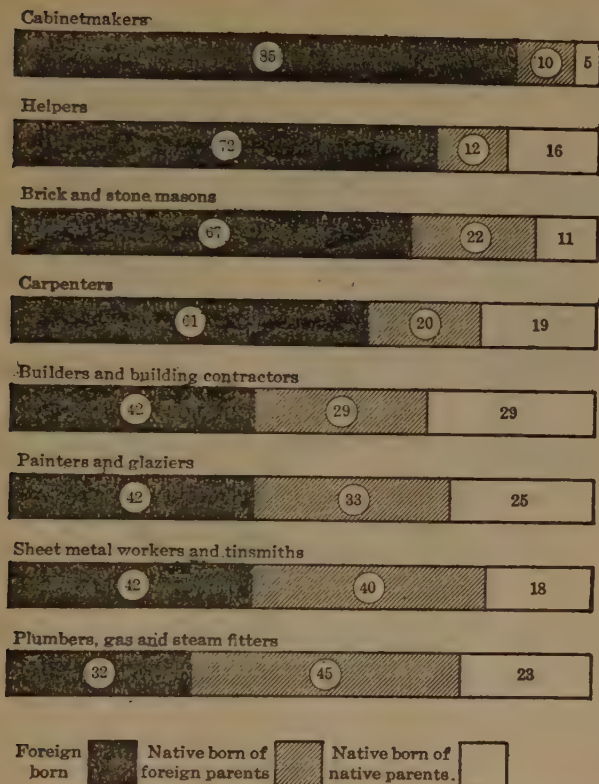 Cabinetmakers
85 10 5
Helpers
72 12 16
Brick and stone masons
67 22 11
Carpenters
61 20 19
Builders and building contractors
42 29 29
Painters and glaziers
42 33 25
Sheet metal workers and tinsmiths
42 40 18
Plumbers, gas and steam fitters
32 45 23
Foreign born
Native born of foreign parents
Native born of native parents.